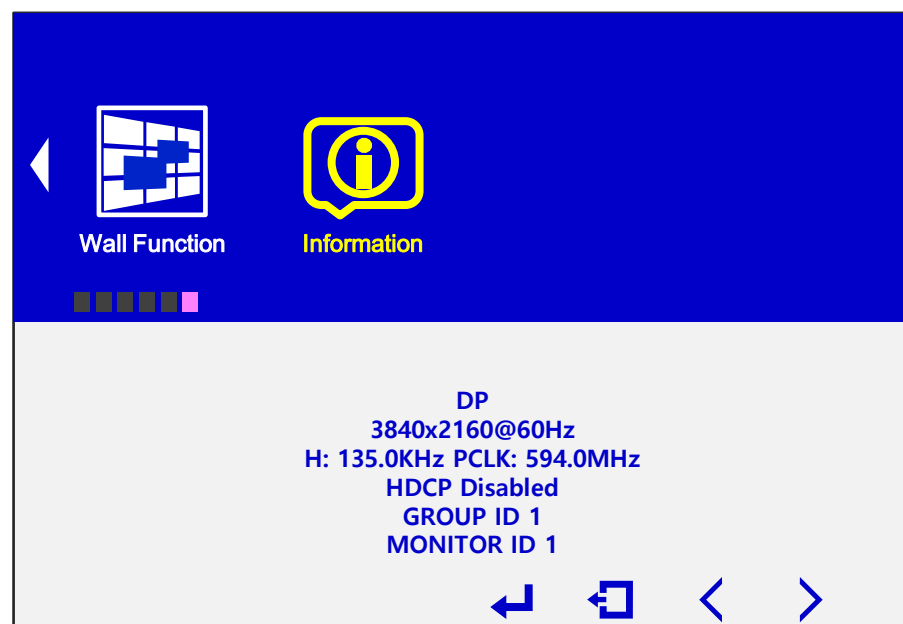 Wall Function
Information
DP
3840x2160@60Hz
H: 135.0KHz PCLK: 594.0MHz
HDCP Disabled
GROUP ID 1
MONITOR ID 1